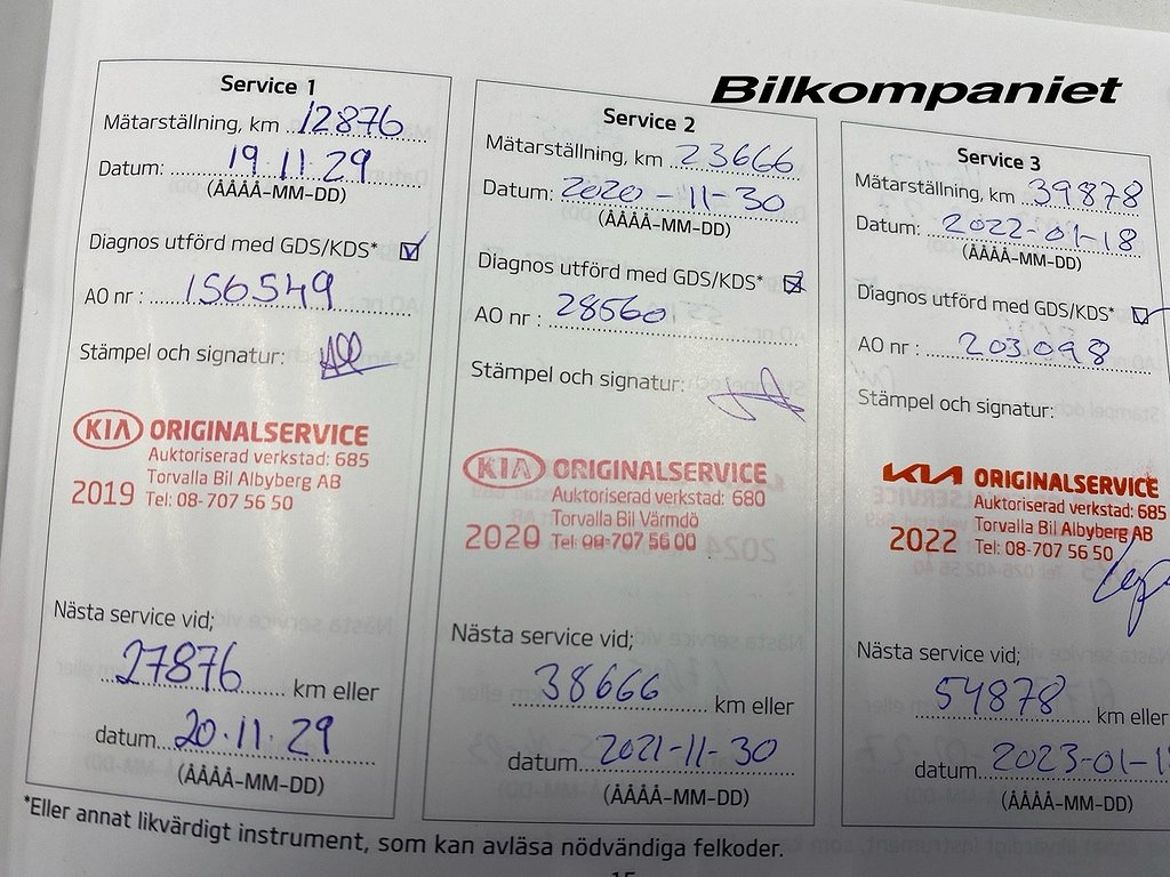 Bilkompaniet
Service 1
Mätarställning, km 12876
Datum: 19.11.29
(ÅÅÅÅ-MM-DD)
Diagnos utförd med GDS/KDS*
AO nr : 156549
Stämpel och signatur:
KIA ORIGINALSERVICE
Auktoriserad verkstad: 685
Torvalla Bil Albyberg AB
2019 Tel: 08-707 56 50
Nästa service vid;
27876 km eller
datum 20.11.29
(ÅÅÅÅ-MM-DD)
Service 2
Mätarställning, km 23666
Datum: 2020-11-30
(ÅÅÅÅ-MM-DD)
Diagnos utförd med GDS/KDS*
AO nr : 28560
Stämpel och signatur:
KIA ORIGINALSERVICE
Auktoriserad verkstad: 680
Torvalla Bil Värmdö
2020 Tel: 08-707 56 00
Nästa service vid;
38666 km eller
datum 2021-11-30
(ÅÅÅÅ-MM-DD)
Service 3
Mätarställning, km 39878
Datum: 2022-01-18
(ÅÅÅÅ-MM-DD)
Diagnos utförd med GDS/KDS*
AO nr : 203.098
Stämpel och signatur:
KIA ORIGINALSERVICE
Auktoriserad verkstad: 685
Torvalla Bil Albyberg AB
2022 Tel: 08-707 56 50
Nästa service vid;
54878 km eller
datum 2023-01-1
(ÅÅÅÅ-MM-DD)
*Eller annat likvärdigt instrument, som kan avläsa nödvändiga felkoder.